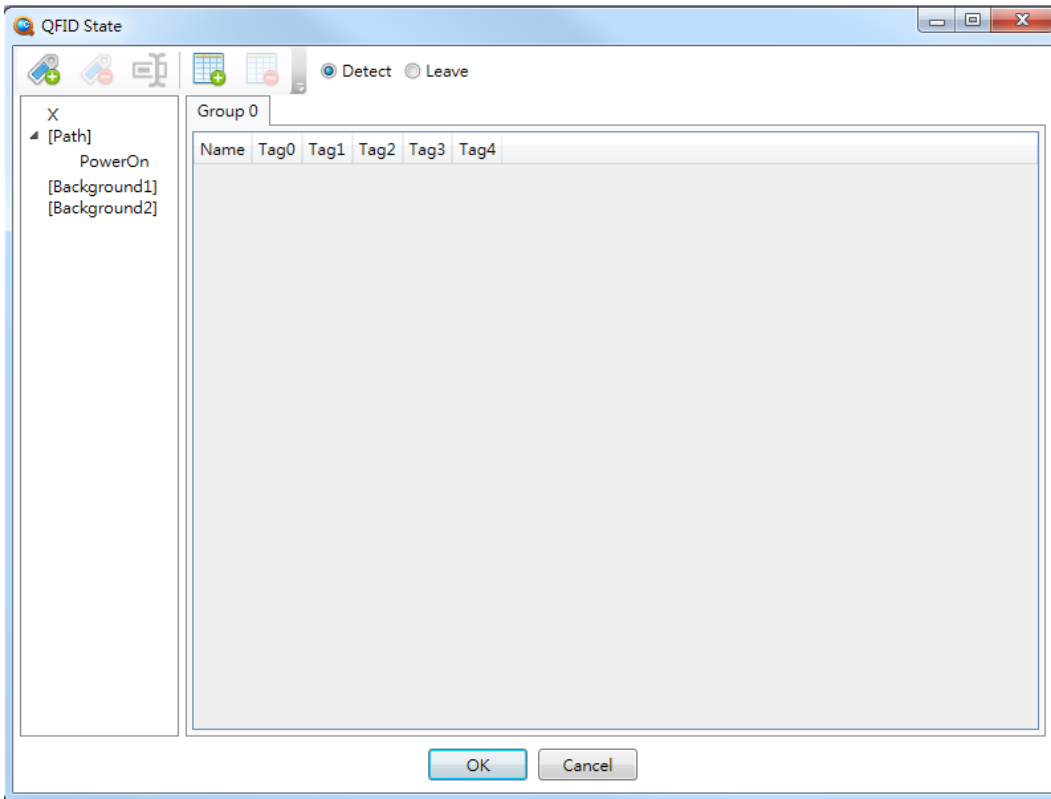 QFID State
Detect Leave
X
[Path]
PowerOn
[Background1]
[Background2]
Group 0
Name Tag0 Tag1 Tag2 Tag3 Tag4
OK Cancel